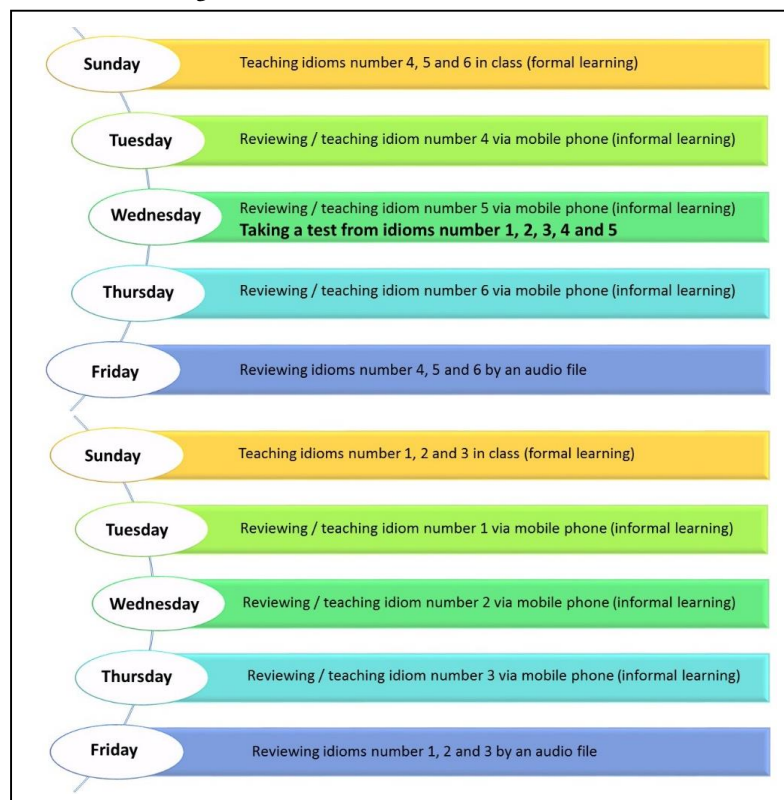 Sunday
Teaching idioms number 4, 5 and 6 in class (formal learning)
Tuesday
Reviewing / teaching idiom number 4 via mobile phone (informal learning)
Wednesday
Reviewing / teaching idiom number 5 via mobile phone (informal learning)
Taking a test from idioms number 1, 2, 3, 4 and 5
Thursday
Reviewing / teaching idiom number 6 via mobile phone (informal learning)
Friday
Reviewing idioms number 4, 5 and 6 by an audio file
Sunday
Teaching idioms number 1, 2 and 3 in class (formal learning)
Tuesday
Reviewing / teaching idiom number 1 via mobile phone (informal learning)
Wednesday
Reviewing / teaching idiom number 2 via mobile phone (informal learning)
Thursday
Reviewing / teaching idiom number 3 via mobile phone (informal learning)
Friday
Reviewing idioms number 1, 2 and 3 by an audio file